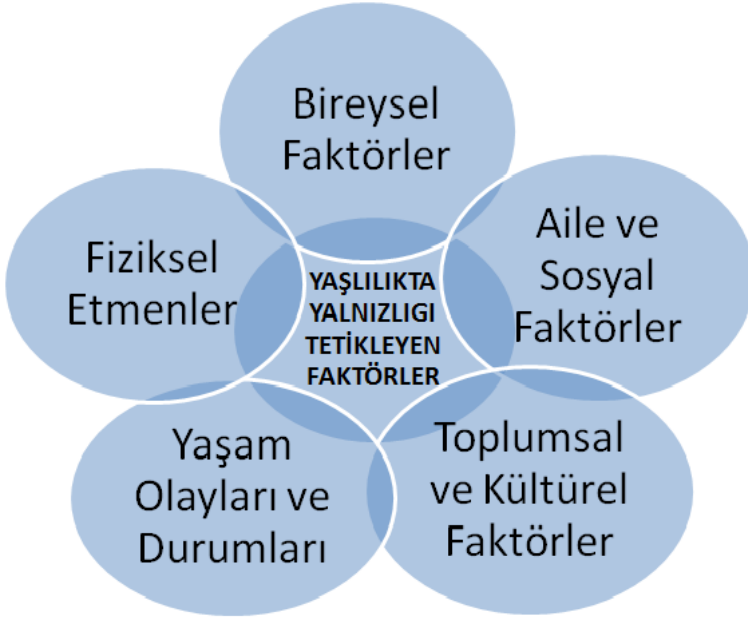 Bireysel
Faktörler
Aile ve
Sosyal
Faktörler
Toplumsal
ve Kültürel
Faktörler
Yaşam
Olayları ve
Durumları
Fiziksel
Etmenler
YAŞLILIKTA
YALNIZLIGI
TETİKLEYEN
FAKTÖRLER